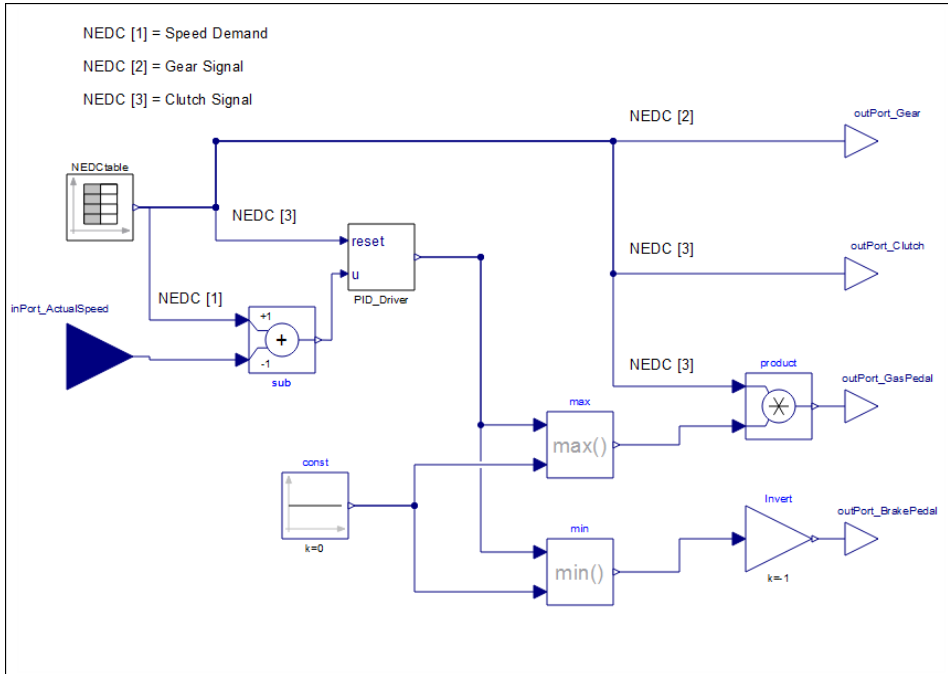 NEDC [1] = Speed Demand
NEDC [2] = Gear Signal
NEDC [3] = Clutch Signal
NEDC [2]
outPort_Gear
NEDCtable
NEDC [3]
reset
u
PID_Driver
NEDC [3]
outPort_Clutch
NEDC [1]
inPort_ActualSpeed
+1
+
-1
sub
NEDC [3]
product
outPort_GasPedal
max
max()
const
k=0
min
min()
Invert
k=-1
outPort_BrakePedal